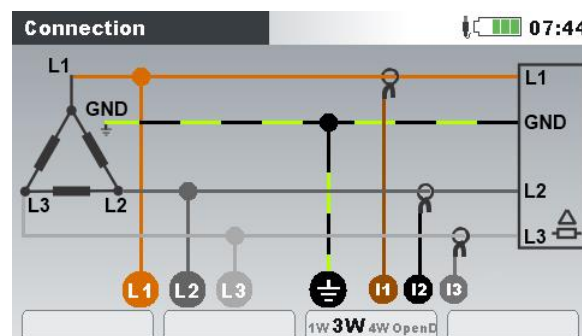 Connection 07:44
L1 L1
GND GND
L3 L2 L2
L3
L1 L2 L3 I1 I2 I3
1W 3W 4W OpenD